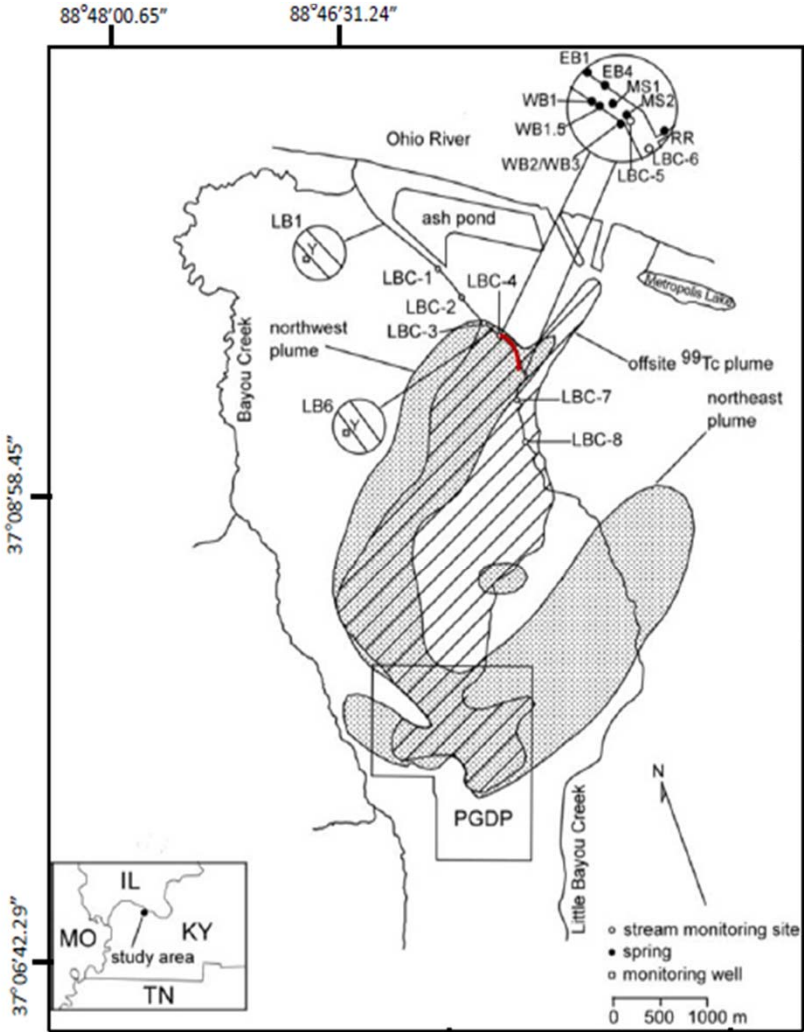 88°48'00.65"
88°46'31.24"
EB1
EB4
MS1
WB1
MS2
WB1.5
RR
Ohio River
WB2/WB3
LBC-6
LBC-5
ash pond
LB1
LBC-1
LBC-4
Metropolis Lake
LBC-2
northwest
plume
LBC-3
offsite ⁹⁹Tc plume
Bayou Creek
LB6
LBC-7
northeast
plume
LBC-8
37°08'58.45"
N
PGDP
Little Bayou Creek
IL
MO
KY
study area
TN
37°06'42.29"
stream monitoring site
spring
monitoring well
0 500 1000 m